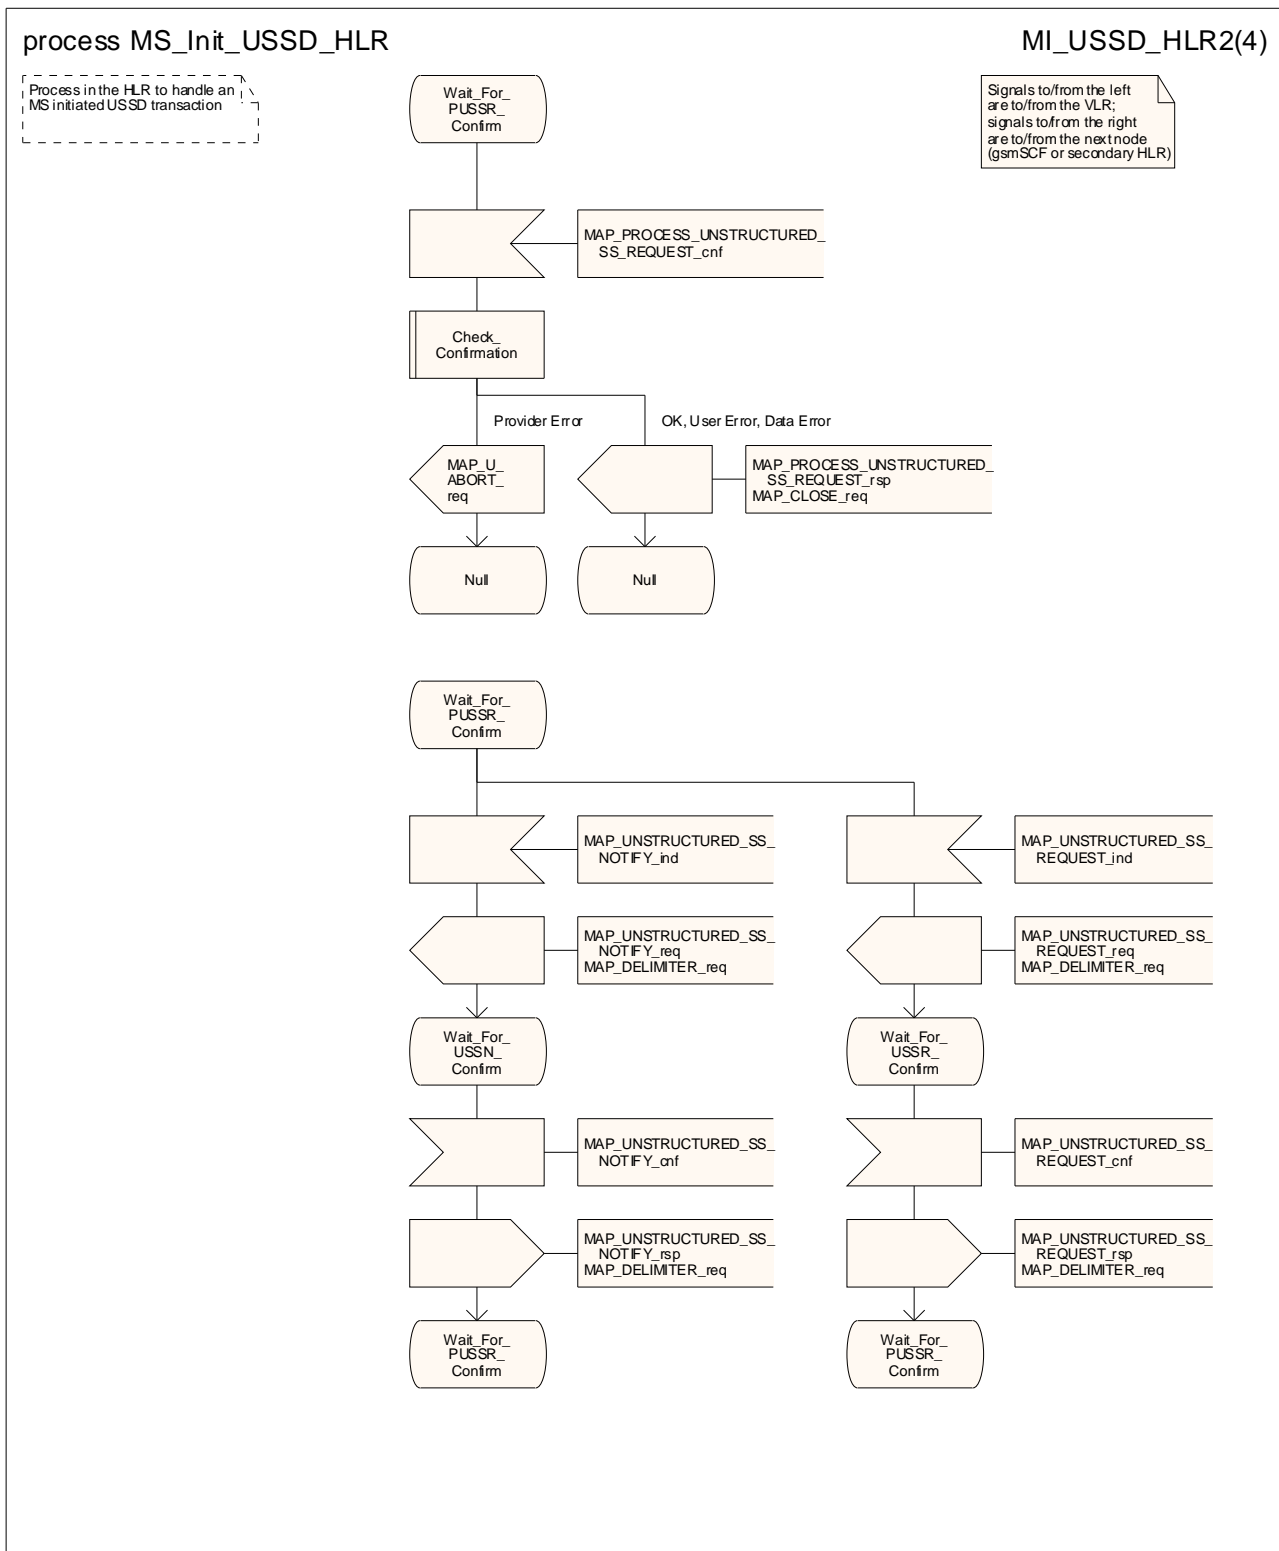 process MS_Init_USSD_HLR
MI_USSD_HLR2(4)
Process in the HLR to handle an
MS initiated USSD transaction
Wait_For_
PUSSR_
Confirm
Signals to/from the left
are to/from the VLR;
signals to/from the right
are to/from the next node
(gsmSCF or secondary HLR)
MAP_PROCESS_UNSTRUCTURED_
SS_REQUEST_cnf
Check_
Confirmation
Provider Error
OK, User Error, Data Error
MAP_U_
ABORT_
req
MAP_PROCESS_UNSTRUCTURED_
SS_REQUEST_rsp
MAP_CLOSE_req
Null
Null
Wait_For_
PUSSR_
Confirm
MAP_UNSTRUCTURED_SS_
NOTIFY_ind
MAP_UNSTRUCTURED_SS_
REQUEST_ind
MAP_UNSTRUCTURED_SS_
NOTIFY_req
MAP_DELIMITER_req
MAP_UNSTRUCTURED_SS_
REQUEST_req
MAP_DELIMITER_req
Wait_For_
USSN_
Confirm
Wait_For_
USSR_
Confirm
MAP_UNSTRUCTURED_SS_
NOTIFY_cnf
MAP_UNSTRUCTURED_SS_
REQUEST_cnf
MAP_UNSTRUCTURED_SS_
NOTIFY_rsp
MAP_DELIMITER_req
MAP_UNSTRUCTURED_SS_
REQUEST_rsp
MAP_DELIMITER_req
Wait_For_
PUSSR_
Confirm
Wait_For_
PUSSR_
Confirm